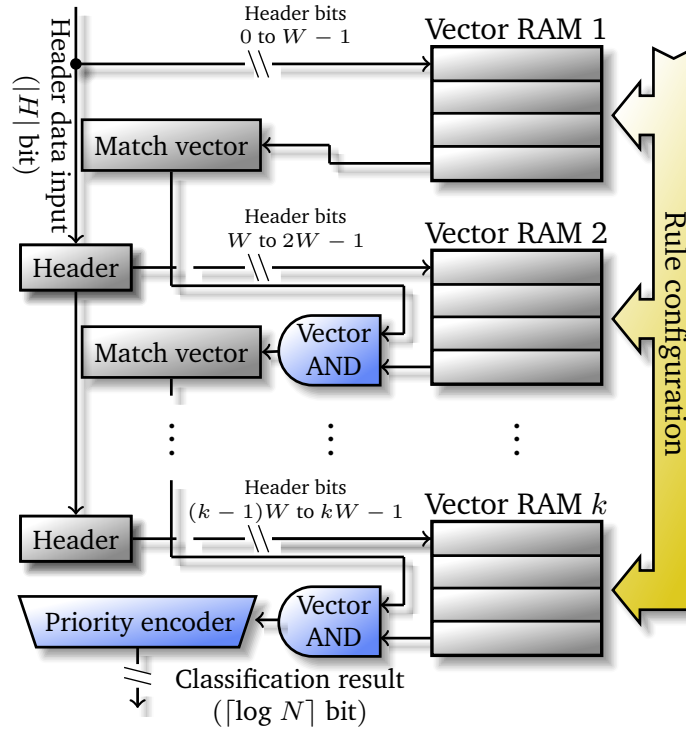 Header bits
0 to W − 1
Vector RAM 1
Header data input
(|H| bit)
Match vector
Header bits
W to 2W − 1
Vector RAM 2
Header
Vector
AND
Match vector
Rule configuration
⋮ ⋮ ⋮
Header bits
(k − 1)W to kW − 1
Vector RAM k
Header
Vector
AND
Priority encoder
Classification result
(⌈log N⌉ bit)